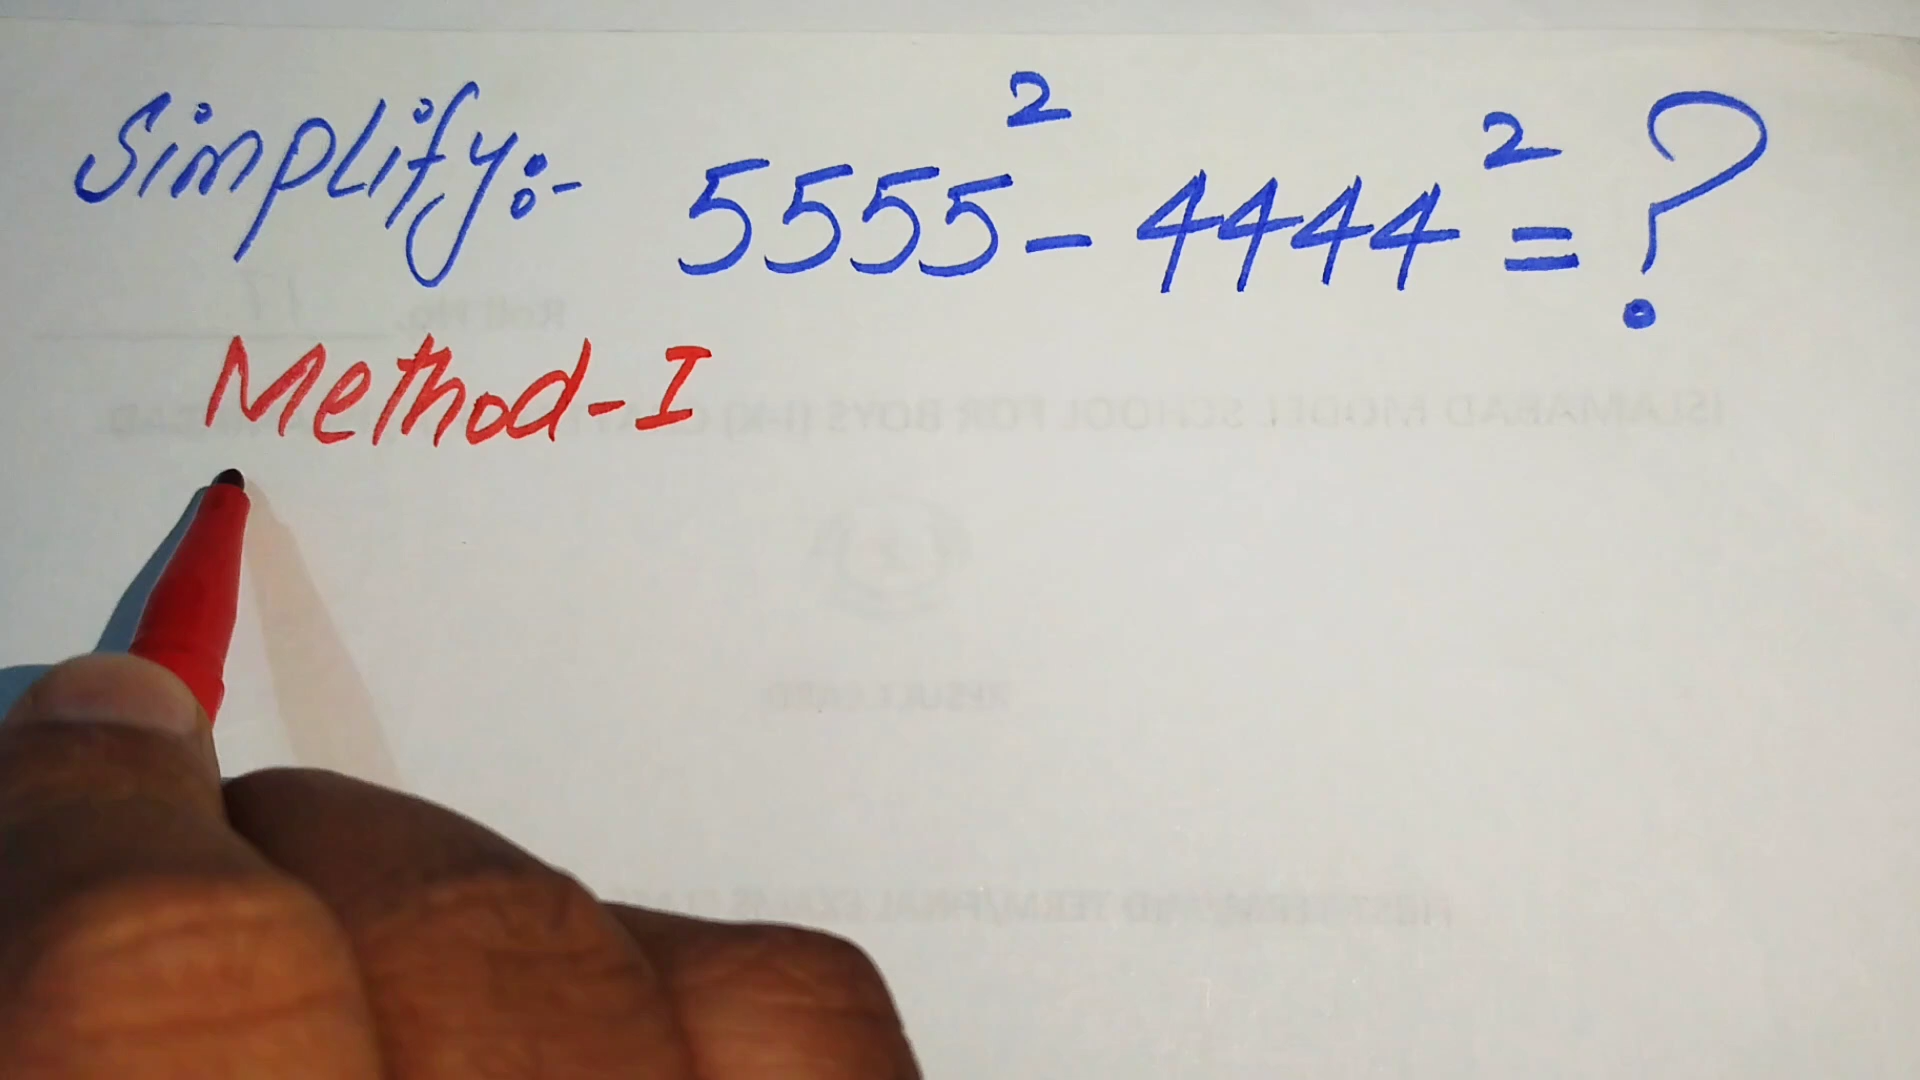 Simplify:- 5555² - 4444² = ?
Method-I